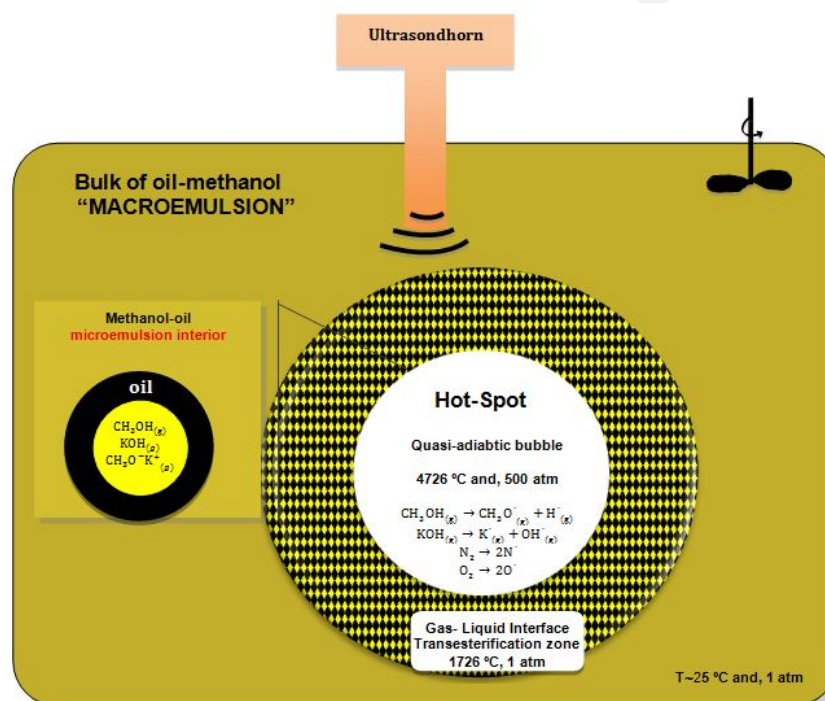 Ultrasondhorn
Bulk of oil-methanol
“MACROEMULSION”
Methanol-oil
microemulsion interior
oil
CH₃OH(g)
KOH(g)
CH₃O⁻K⁺(g)
Hot-Spot
Quasi-adiabtic bubble
4726 ºC and, 500 atm
CH₃OH(g) → CH₃O˙(g) + H˙(g)
KOH(g) → K˙(g) + OH˙(g)
N₂ → 2N˙
O₂ → 2O˙
Gas- Liquid Interface
Transesterification zone
1726 ºC, 1 atm
T~25 ºC and, 1 atm